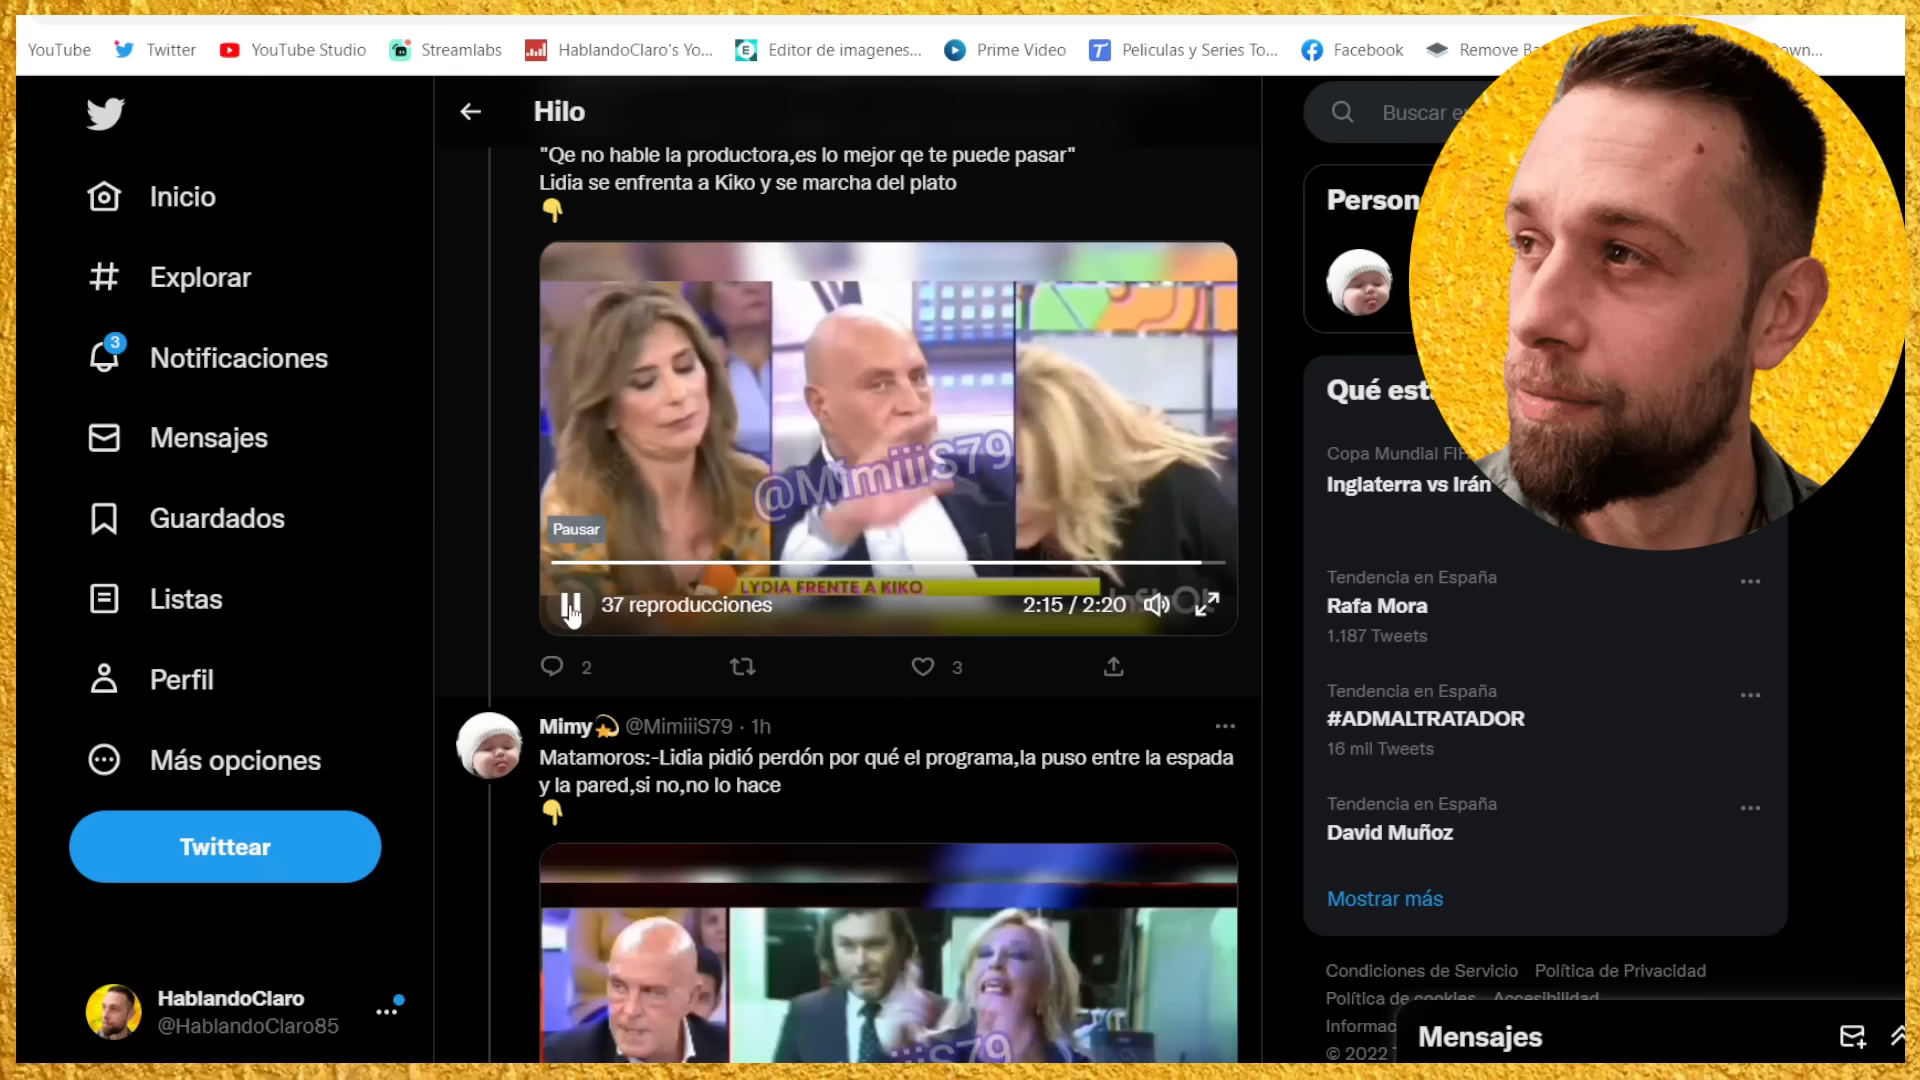 YouTube
Twitter
YouTube Studio
Streamlabs
HablandoClaro's Yo...
Editor de imagenes...
Prime Video
Peliculas y Series To...
Facebook
Remove
own...
Inicio
Explorar
3
Notificaciones
Mensajes
Guardados
Listas
Perfil
Más opciones
Twittear
HablandoClaro
@HablandoClaro85
Hilo
"Qe no hable la productora,es lo mejor qe te puede pasar"
Lidia se enfrenta a Kiko y se marcha del plato
@MimiiiS79
Pausar
LYDIA FRENTE A KIKO
37 reproducciones
2:15 / 2:20
2
3
Mimy @MimiiiS79 · 1h
Matamoros:-Lidia pidió perdón por qué el programa,la puso entre la espada
y la pared,si no,no lo hace
Buscar
Person
Qué est
Copa Mundial
Inglaterra vs Irán
Tendencia en España
Rafa Mora
1.187 Tweets
Tendencia en España
#ADMALTRATADOR
16 mil Tweets
Tendencia en España
David Muñoz
Mostrar más
Condiciones de Servicio Política de Privacidad
Política de cookies Accesibilidad
Informac
© 2022
Mensajes